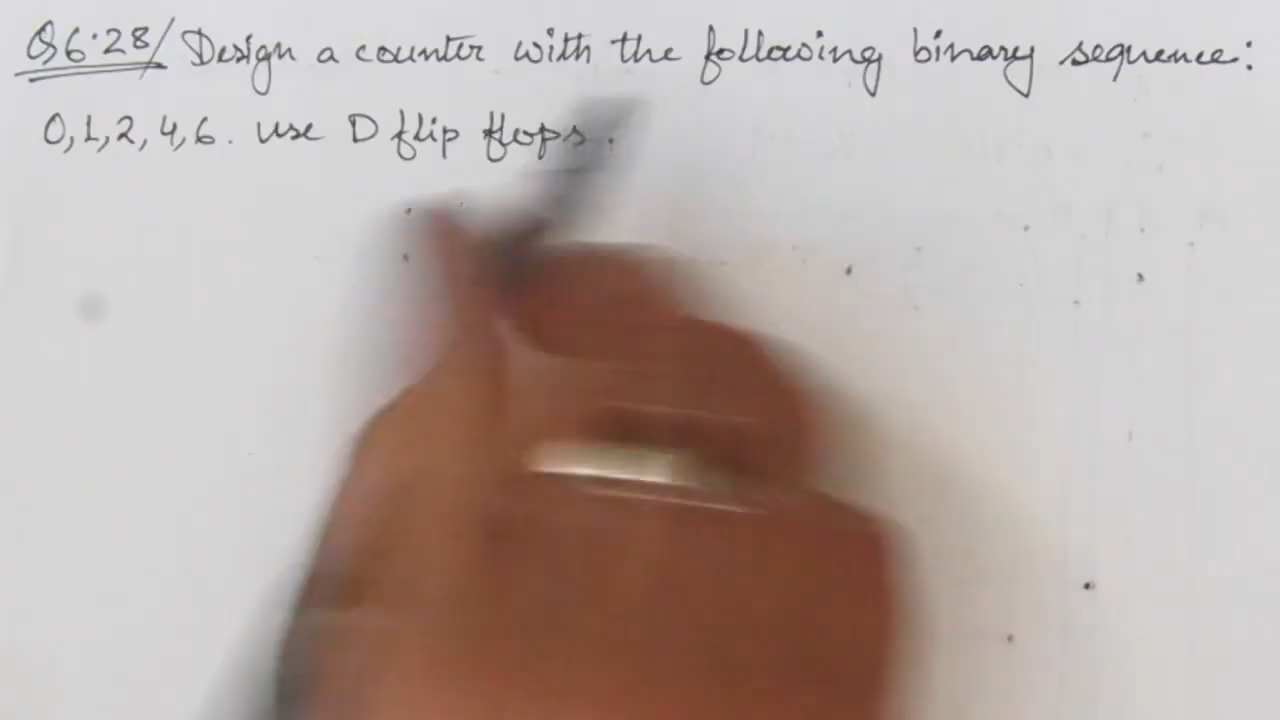 Q6.28/ Design a counter with the following binary sequence:
0,1,2,4,6. use D flip flops.